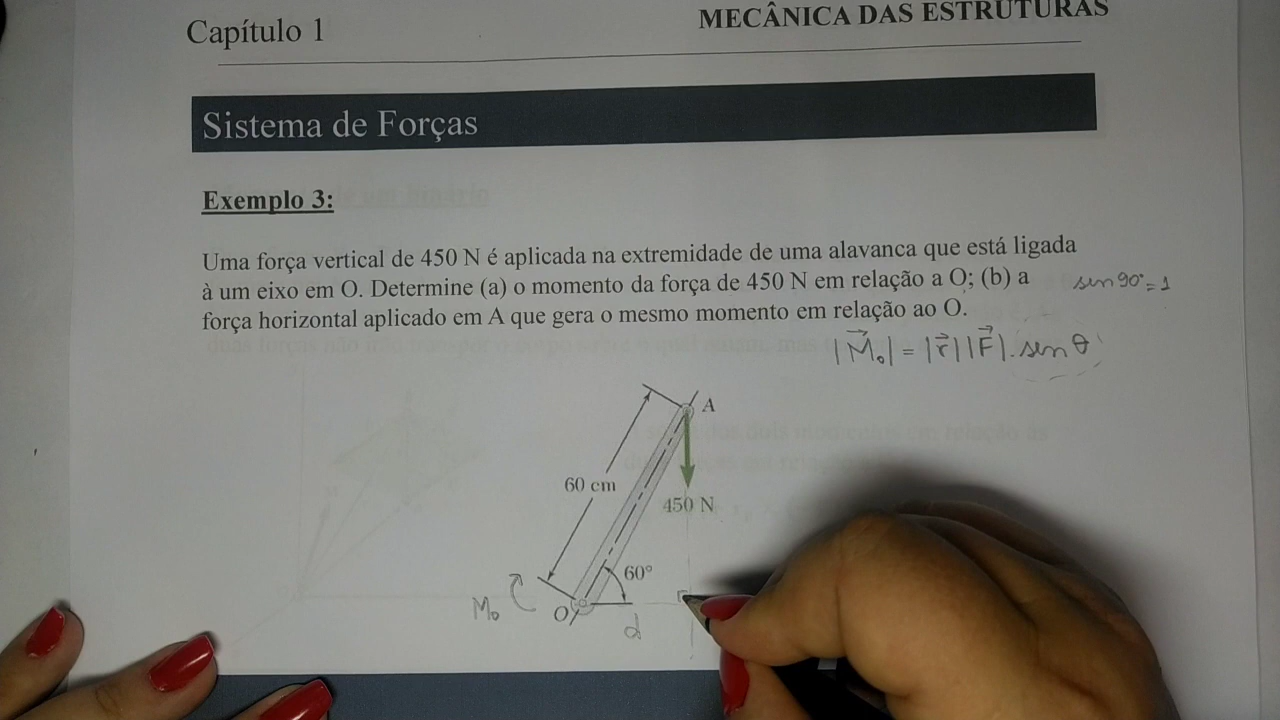 Capítulo 1
MECÂNICA DAS ESTRUTURAS
Sistema de Forças
Exemplo 3:
Uma força vertical de 450 N é aplicada na extremidade de uma alavanca que está ligada
à um eixo em O. Determine (a) o momento da força de 450 N em relação a O; (b) a
força horizontal aplicado em A que gera o mesmo momento em relação ao O.
sen 90° = 1
|M⃗₀| = |r⃗| |F⃗| . sen θ
A
60 cm
450 N
60°
M₀
O
d